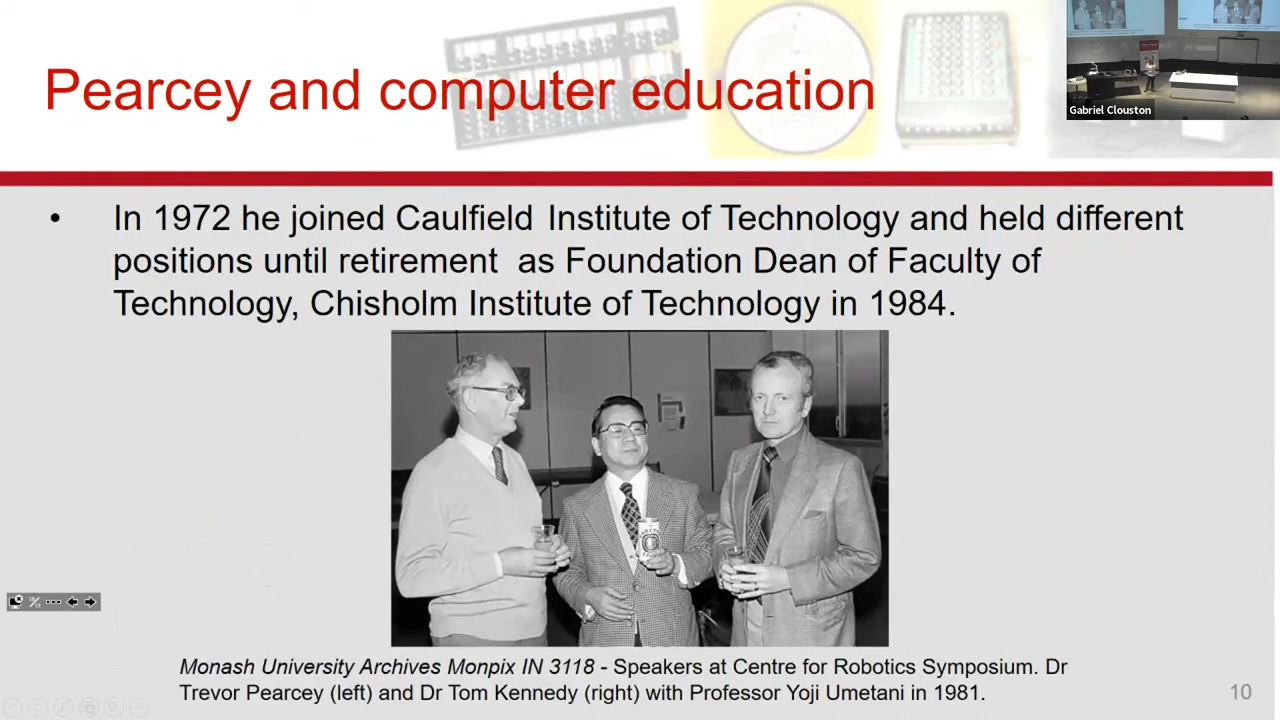 Pearcey and computer education
Gabriel Clouston
• In 1972 he joined Caulfield Institute of Technology and held different
positions until retirement as Foundation Dean of Faculty of
Technology, Chisholm Institute of Technology in 1984.
Monash University Archives Monpix IN 3118 - Speakers at Centre for Robotics Symposium. Dr
Trevor Pearcey (left) and Dr Tom Kennedy (right) with Professor Yoji Umetani in 1981.
10